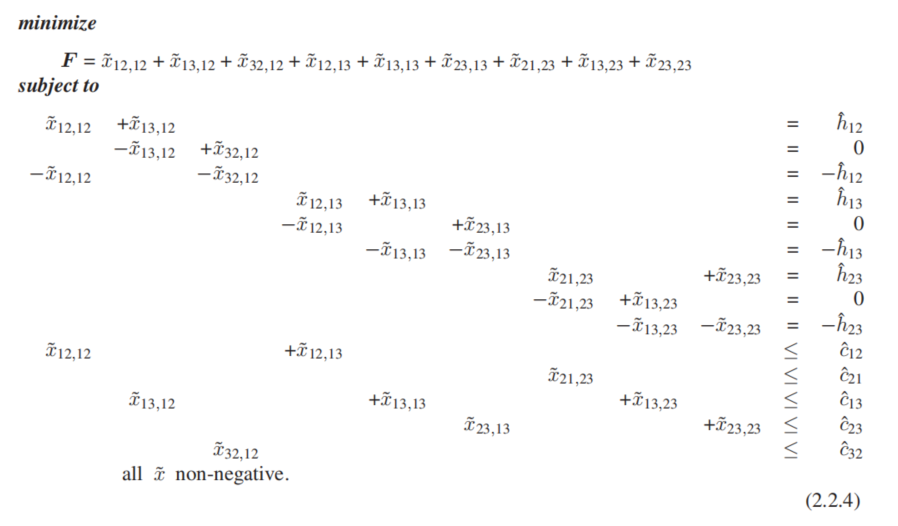 minimize
F = x̃12,12 + x̃13,12 + x̃32,12 + x̃12,13 + x̃13,13 + x̃23,13 + x̃21,23 + x̃13,23 + x̃23,23
subject to
x̃12,12 +x̃13,12 = ĥ12
−x̃13,12 +x̃32,12 = 0
−x̃12,12 −x̃32,12 = −ĥ12
x̃12,13 +x̃13,13 = ĥ13
−x̃12,13 +x̃23,13 = 0
−x̃13,13 −x̃23,13 = −ĥ13
x̃21,23 +x̃23,23 = ĥ23
−x̃21,23 +x̃13,23 = 0
−x̃13,23 −x̃23,23 = −ĥ23
x̃12,12 +x̃12,13 ≤ ĉ12
x̃21,23 ≤ ĉ21
x̃13,12 +x̃13,13 +x̃13,23 ≤ ĉ13
x̃23,13 +x̃23,23 ≤ ĉ23
x̃32,12 ≤ ĉ32
all x̃ non-negative.
(2.2.4)